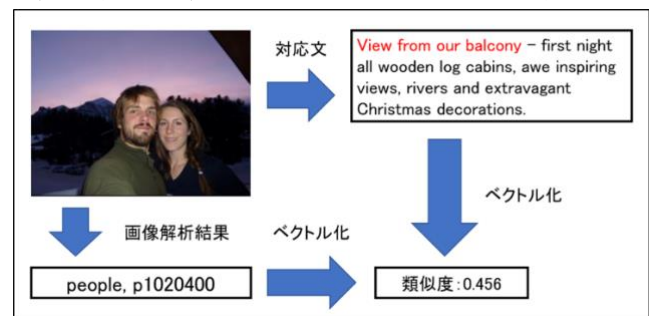 対応文
View from our balcony – first night
all wooden log cabins, awe inspiring
views, rivers and extravagant
Christmas decorations.
ベクトル化
画像解析結果
ベクトル化
people, p1020400
類似度:0.456